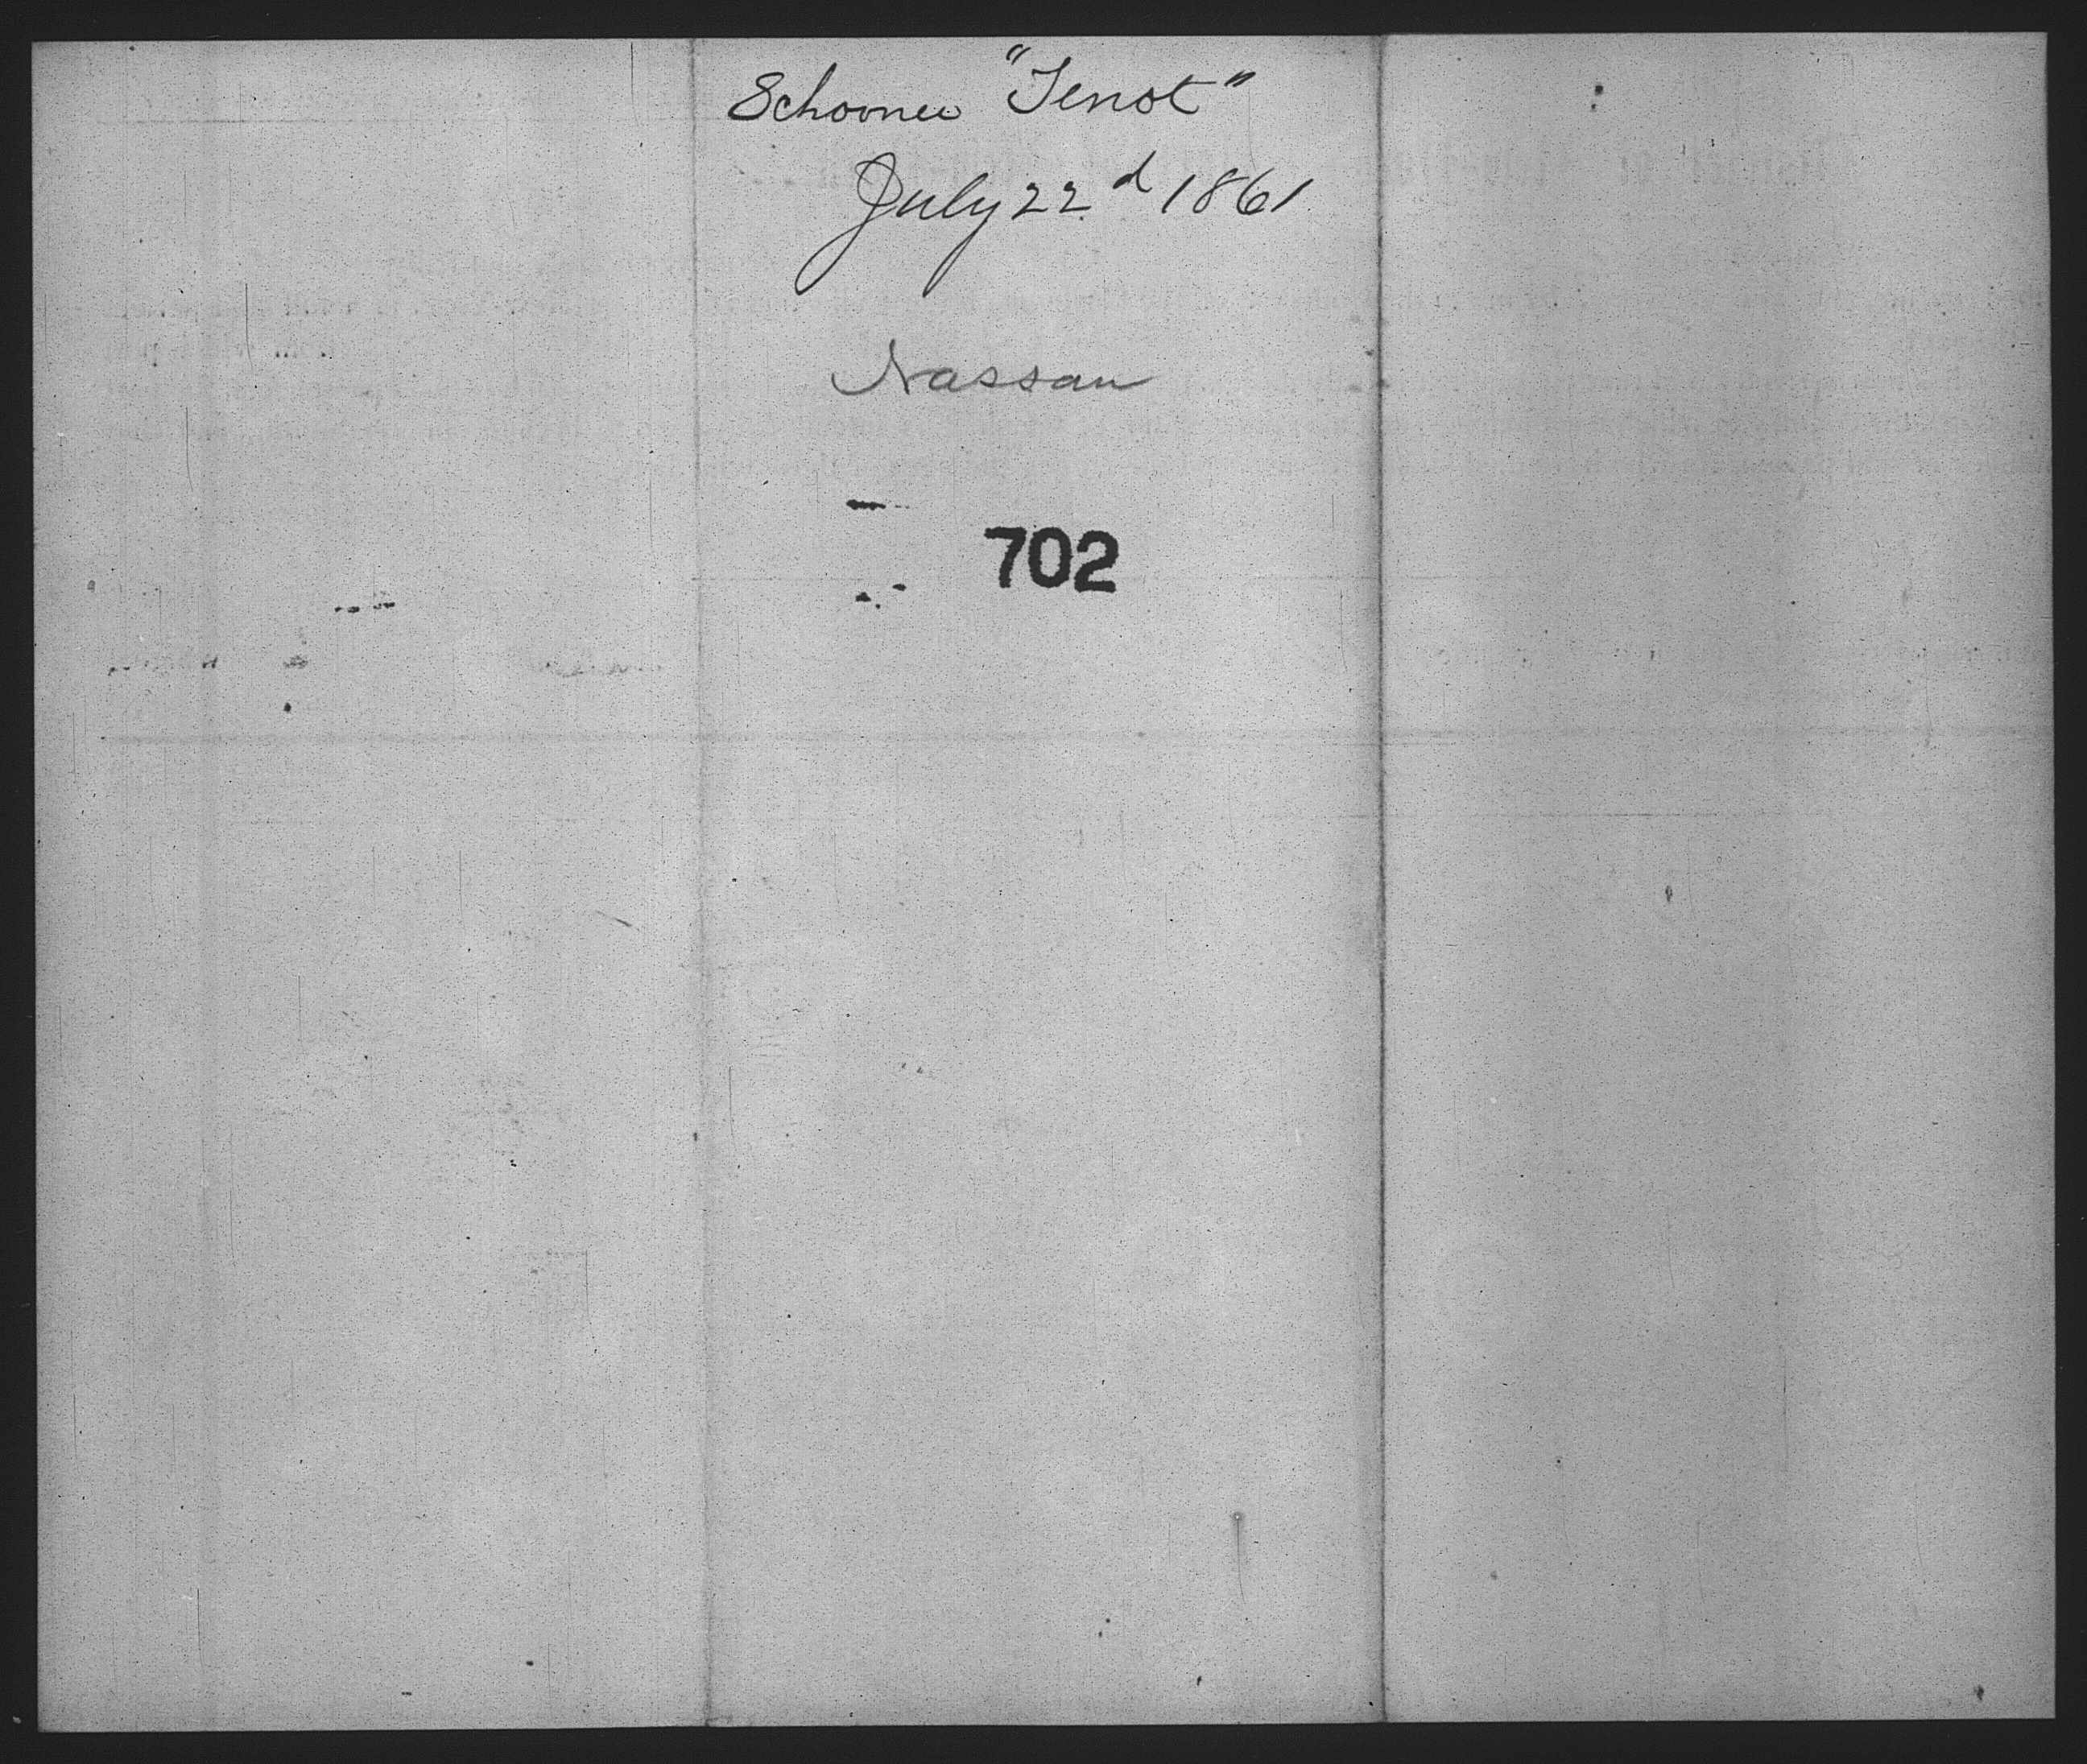 Schooner "Tenot"
July 22d 1861
Nassau
702